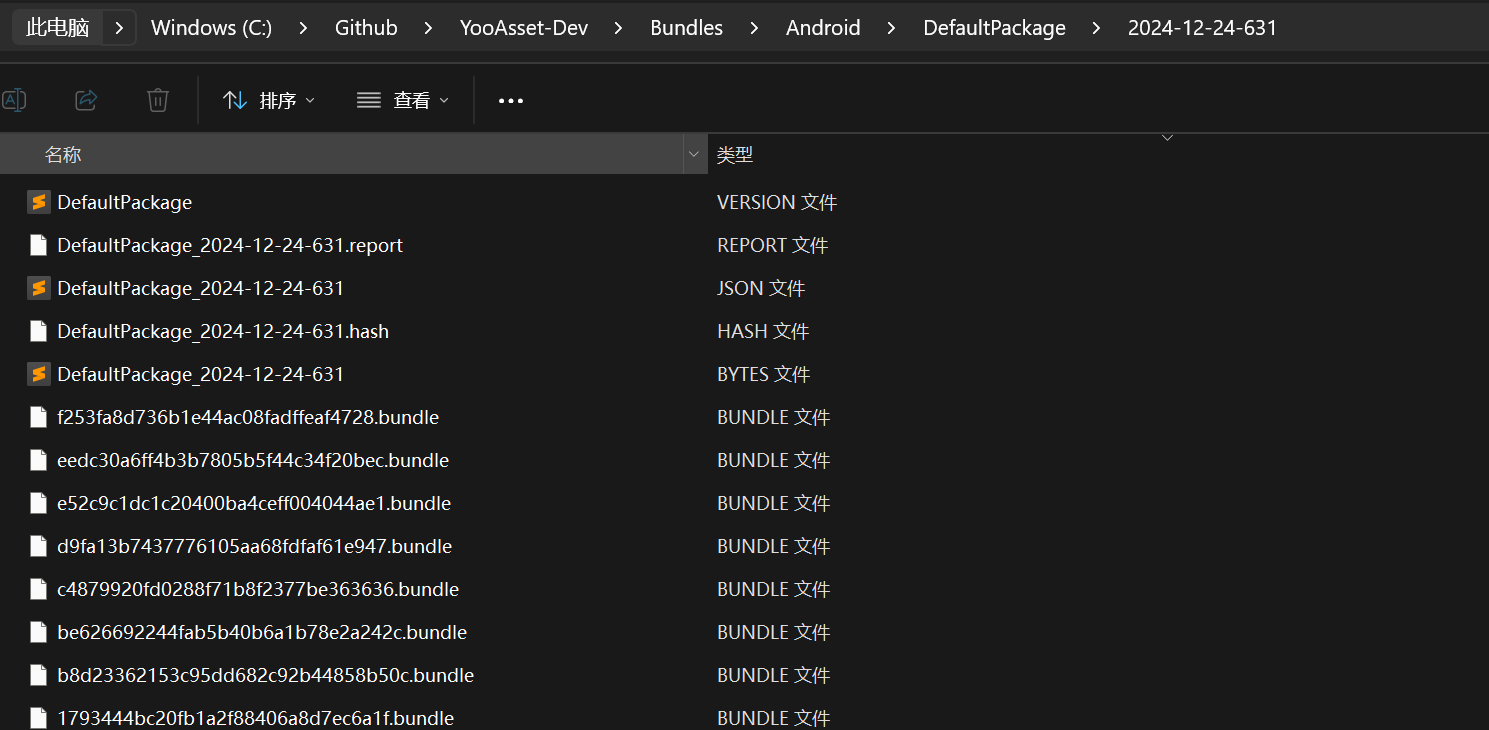 此电脑 Windows (C:) Github YooAsset-Dev Bundles Android DefaultPackage 2024-12-24-631
排序 查看
名称 类型
DefaultPackage VERSION 文件
DefaultPackage_2024-12-24-631.report REPORT 文件
DefaultPackage_2024-12-24-631 JSON 文件
DefaultPackage_2024-12-24-631.hash HASH 文件
DefaultPackage_2024-12-24-631 BYTES 文件
f253fa8d736b1e44ac08fadffeaf4728.bundle BUNDLE 文件
eedc30a6ff4b3b7805b5f44c34f20bec.bundle BUNDLE 文件
e52c9c1dc1c20400ba4ceff004044ae1.bundle BUNDLE 文件
d9fa13b7437776105aa68fdfaf61e947.bundle BUNDLE 文件
c4879920fd0288f71b8f2377be363636.bundle BUNDLE 文件
be626692244fab5b40b6a1b78e2a242c.bundle BUNDLE 文件
b8d23362153c95dd682c92b44858b50c.bundle BUNDLE 文件
1793444bc20fb1a2f88406a8d7ec6a1f.bundle BUNDLE 文件